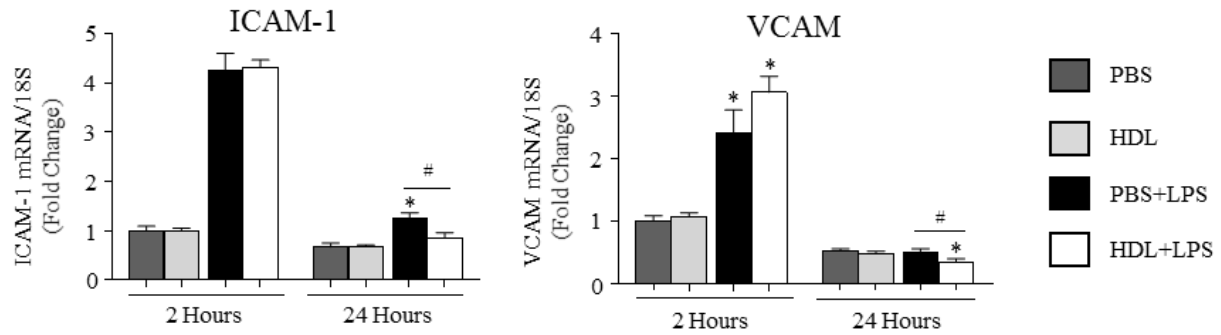 ICAM-1
ICAM-1 mRNA/18S
(Fold Change)
5
4
3
2
1
0
*
#
2 Hours
24 Hours
VCAM
VCAM mRNA/18S
(Fold Change)
4
3
2
1
0
*
*
#
*
2 Hours
24 Hours
PBS
HDL
PBS+LPS
HDL+LPS